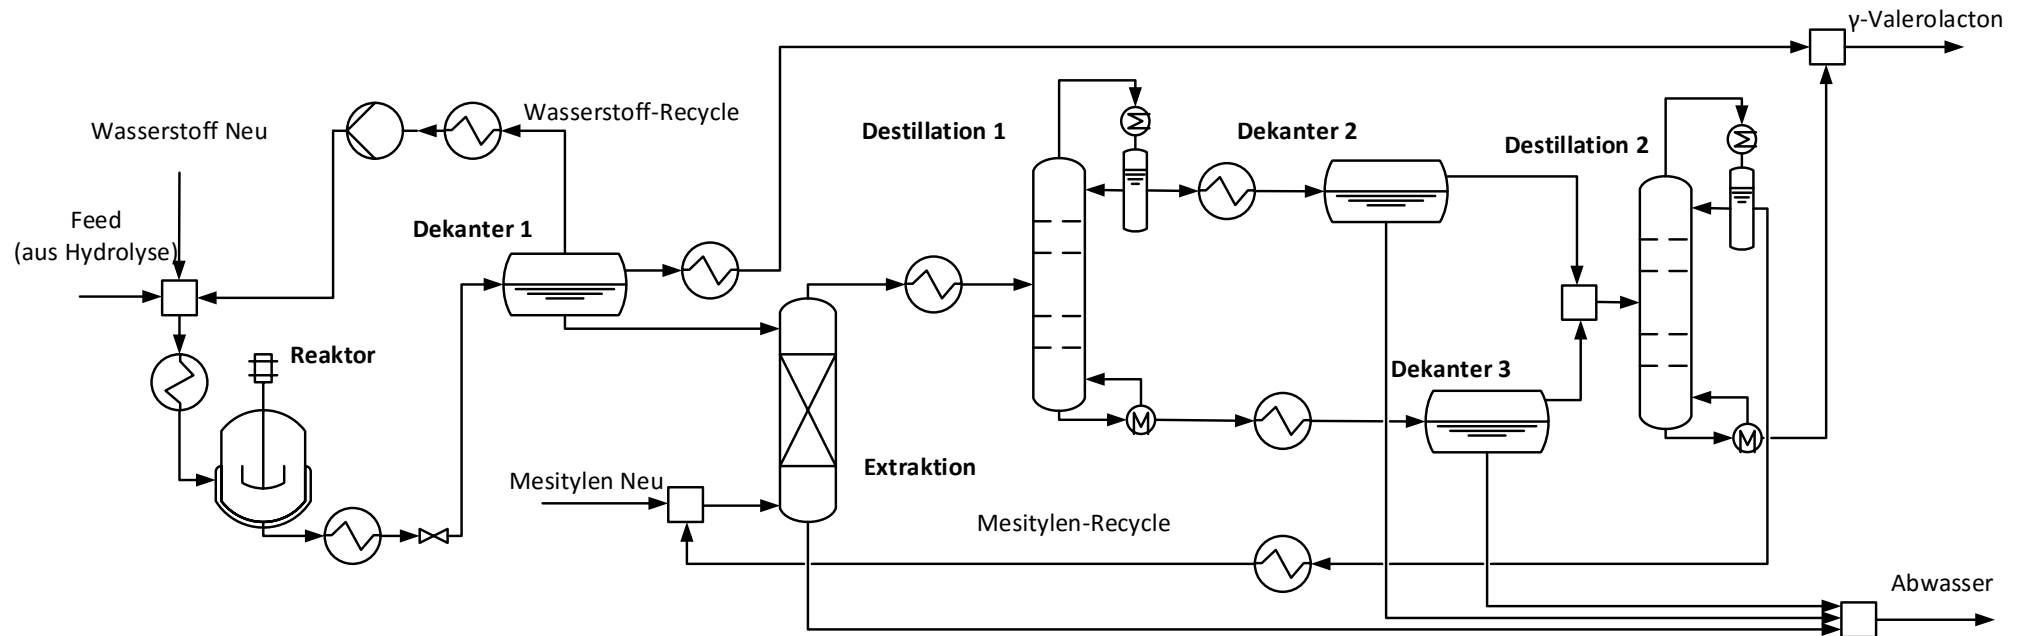 γ-Valerolacton
Wasserstoff-Recycle
Wasserstoff Neu
Destillation 1
Dekanter 2
Destillation 2
Feed
(aus Hydrolyse)
Dekanter 1
Reaktor
Dekanter 3
M
M
Extraktion
Mesitylen Neu
Mesitylen-Recycle
Abwasser